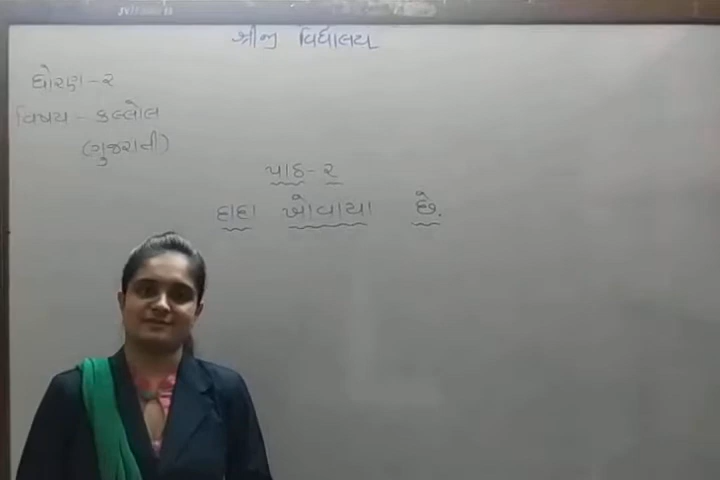 શ્રીજી વિદ્યાલય
ધોરણ - ૨
વિષય - કલ્લોલ
(ગુજરાતી)
પાઠ - ૨
દાદા ખોવાયા છે.